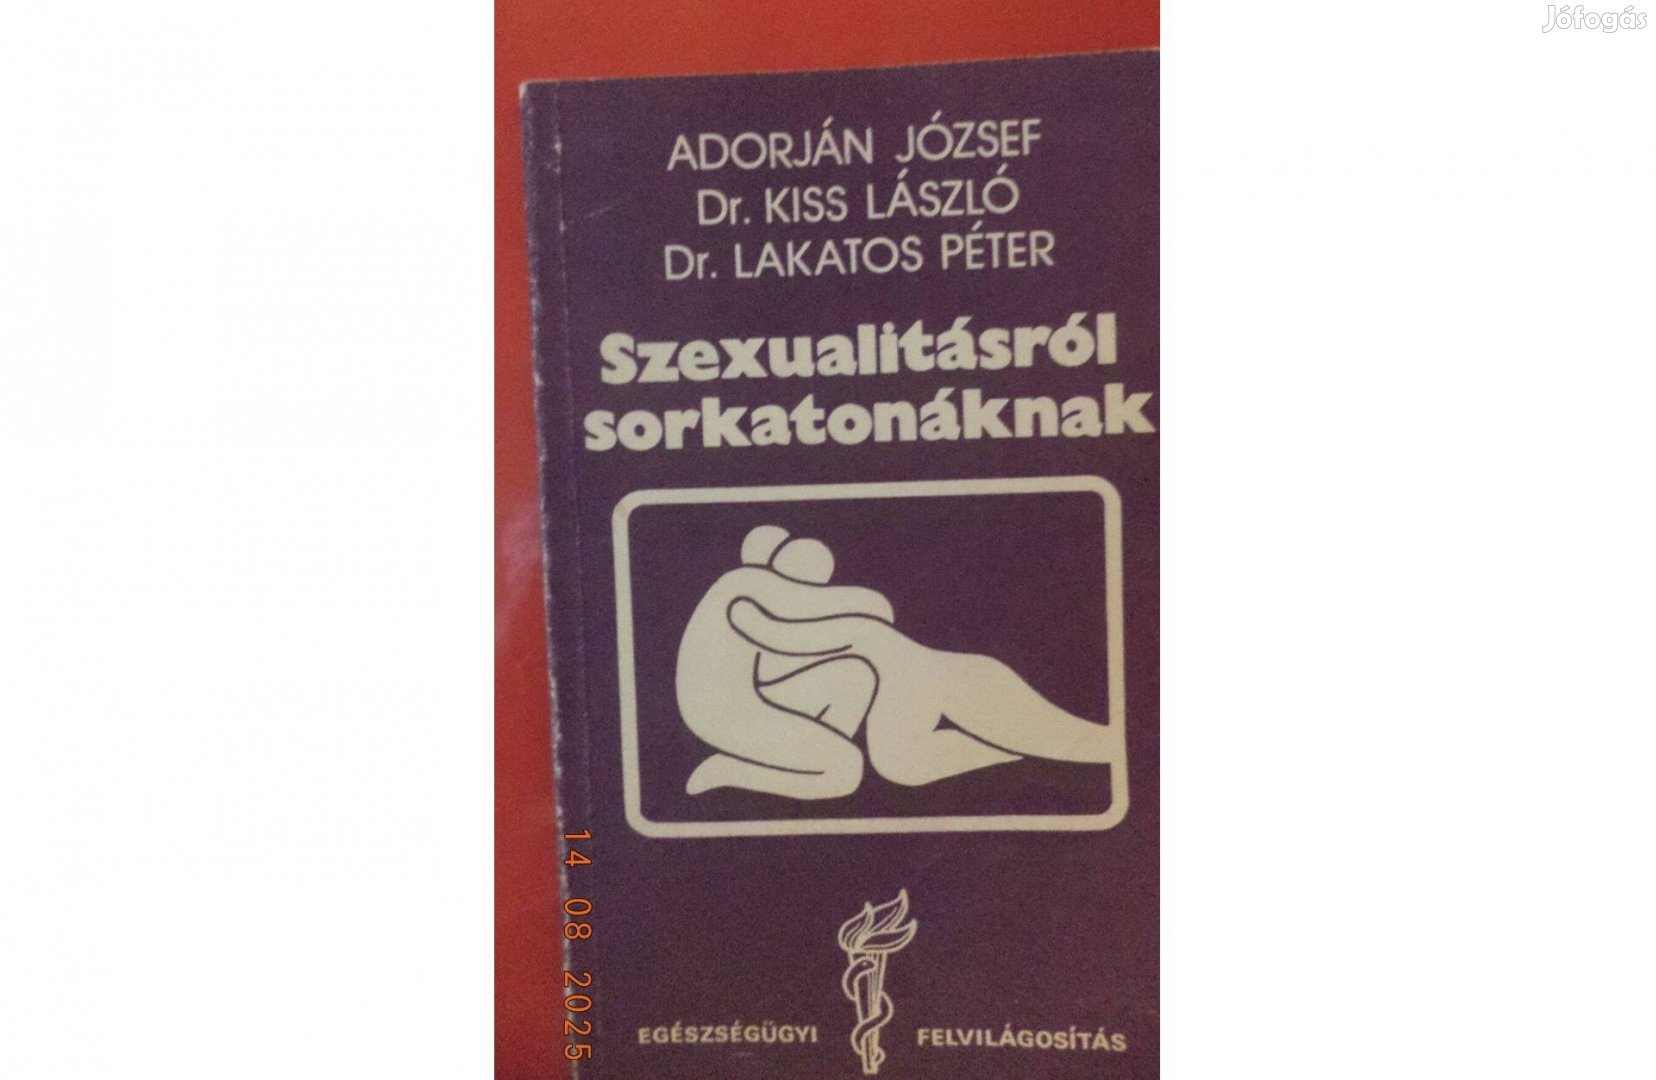 Jófogás
ADORJÁN JÓZSEF
Dr. KISS LÁSZLÓ
Dr. LAKATOS PÉTER
Szexualitásról
sorkatonáknak
EGÉSZSÉGÜGYI FELVILÁGOSÍTÁS
14 08 2025